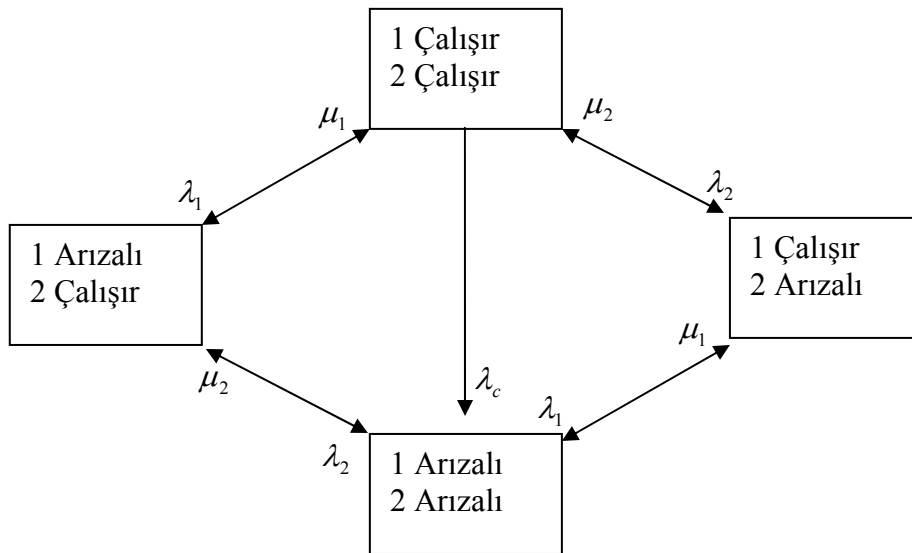 1 Çalışır
2 Çalışır
μ₁
μ₂
λ₁
λ₂
1 Arızalı
2 Çalışır
1 Çalışır
2 Arızalı
μ₂
λ_c
μ₁
λ₂
λ₁
1 Arızalı
2 Arızalı